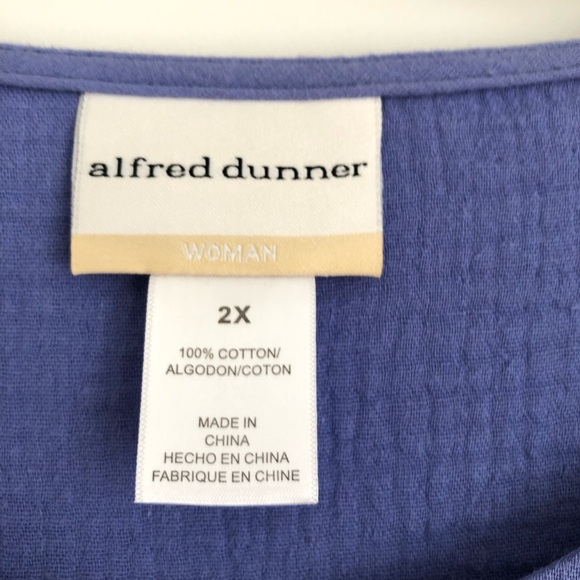 alfred dunner
WOMAN
2X
100% COTTON/
ALGODON/COTON
MADE IN
CHINA
HECHO EN CHINA
FABRIQUE EN CHINE